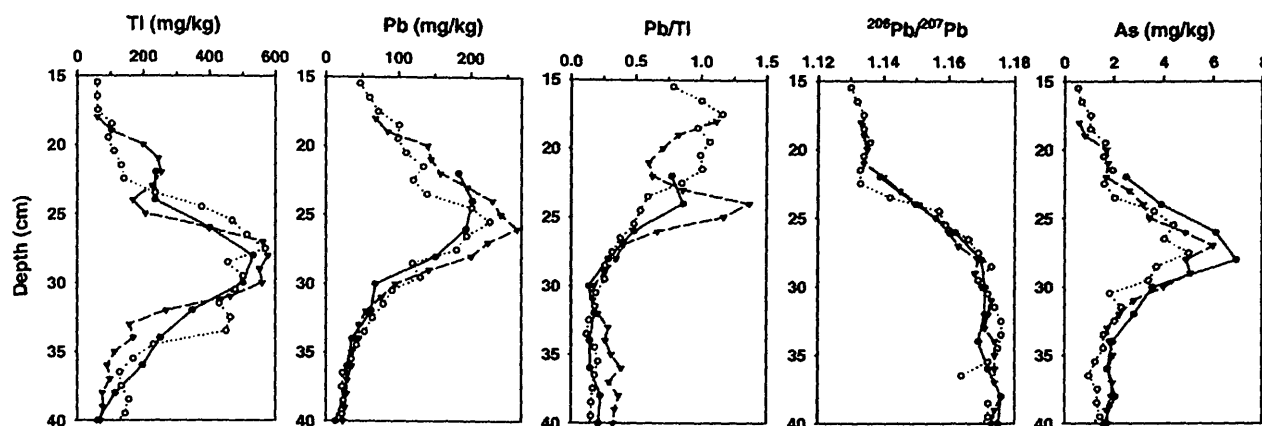 Tl (mg/kg) Pb (mg/kg) Pb/Tl ²⁰⁶Pb/²⁰⁷Pb As (mg/kg)
0 200 400 600 0 100 200 0.0 0.5 1.0 1.5 1.12 1.14 1.16 1.18 0 2 4 6 8
15 15 15 15 15
20 20 20 20 20
25 25 25 25 25
30 30 30 30 30
35 35 35 35 35
40 40 40 40 40
Depth (cm)